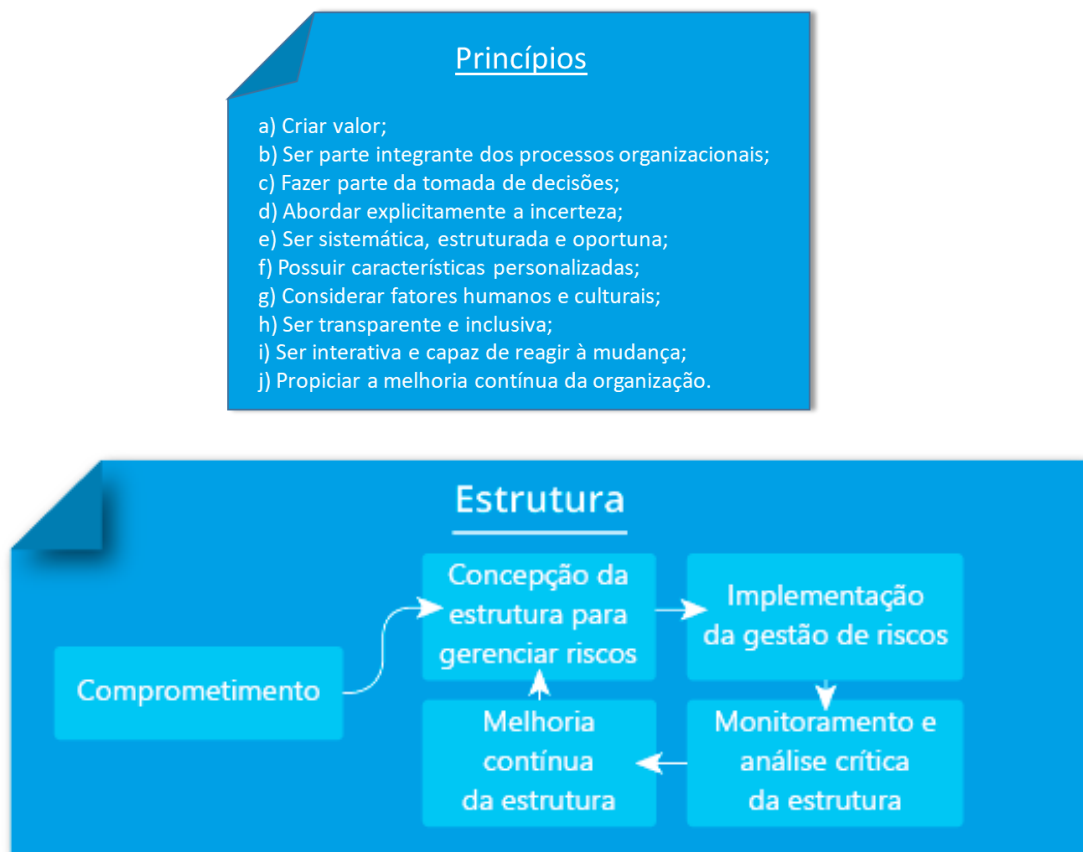 Princípios
a) Criar valor;
b) Ser parte integrante dos processos organizacionais;
c) Fazer parte da tomada de decisões;
d) Abordar explicitamente a incerteza;
e) Ser sistemática, estruturada e oportuna;
f) Possuir características personalizadas;
g) Considerar fatores humanos e culturais;
h) Ser transparente e inclusiva;
i) Ser interativa e capaz de reagir à mudança;
j) Propiciar a melhoria contínua da organização.
Estrutura
Comprometimento
Concepção da
estrutura para
gerenciar riscos
Implementação
da gestão de riscos
Monitoramento e
análise crítica
da estrutura
Melhoria
contínua
da estrutura